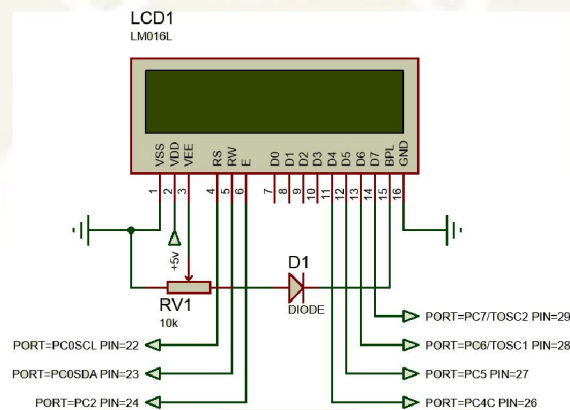 LCD1
LM016L
VSS VDD VEE RS RW E D0 D1 D2 D3 D4 D5 D6 D7 BPL GND
1 2 3 4 5 6 7 8 9 10 11 12 13 14 15 16
+5v
D1
DIODE
RV1
10k
PORT=PC7/TOSC2 PIN=29
PORT=PC0SCL PIN=22
PORT=PC6/TOSC1 PIN=28
PORT=PC0SDA PIN=23
PORT=PC5 PIN=27
PORT=PC2 PIN=24
PORT=PC4C PIN=26